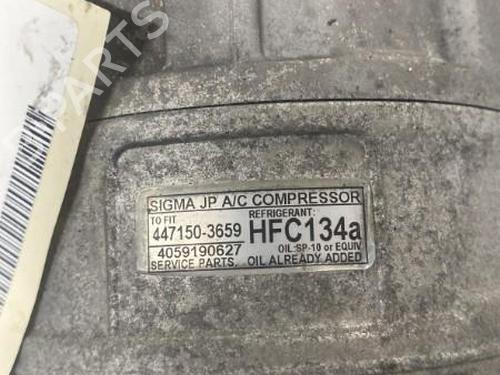 SIGMA JP A/C COMPRESSOR
TO FIT
REFRIGERANT:
447150-3659 HFC134a
4059190627 OIL:SP-10 or EQUIV
SERVICE PARTS, OIL ALREADY ADDED
PARTS